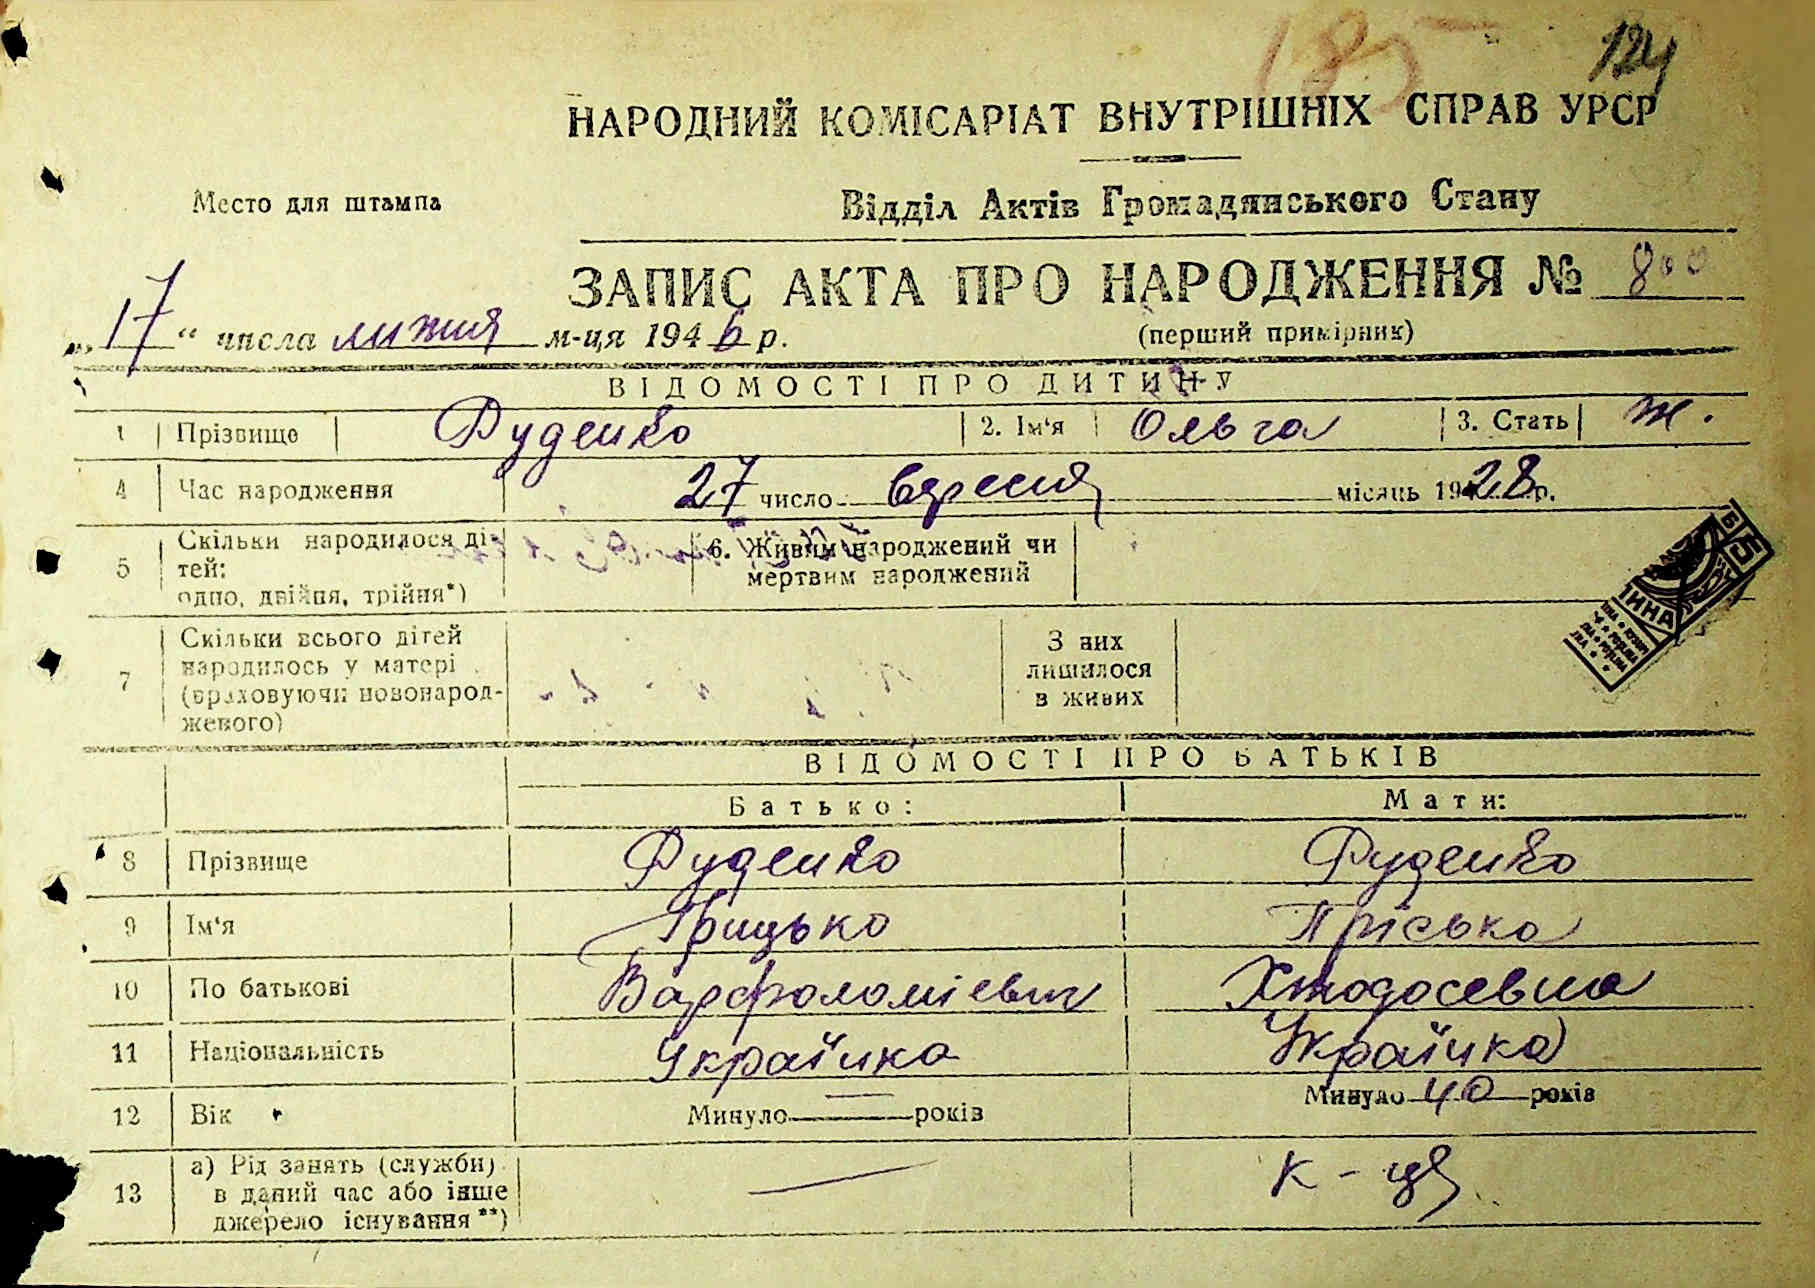 185
124
НАРОДНИЙ КОМІСАРІАТ ВНУТРІШНІХ СПРАВ УРСР
Место для штампа
Відділ Актів Громадянського Стану
ЗАПИС АКТА ПРО НАРОДЖЕННЯ № 800
„17“ числа липня м-ця 1946 р.
(перший примірник)
ВІДОМОСТІ ПРО ДИТИНУ
1 Прізвище Руденко 2. Ім‘я Ольга 3. Стать ж.
4 Час народження 27 число вересня місяць 1928 р.
5 Скільки народилося дітей: одно, двійня, трійня*) 6. Живим народжений чи мертвим народжений
7 Скільки всього дітей народилось у матері (враховуючи новонародженого) З них лишилося в живих
ВІДОМОСТІ ПРО БАТЬКІВ
Батько: Мати:
8 Прізвище Руденко Руденко
9 Ім‘я Грицько Пріська
10 По батькові Варфоломієвич
11 Національність Українка Українка
12 Вік Минуло — років Минуло 40 років
13 а) Рід занять (служби) в даний час або інше джерело існування**) — к-ця